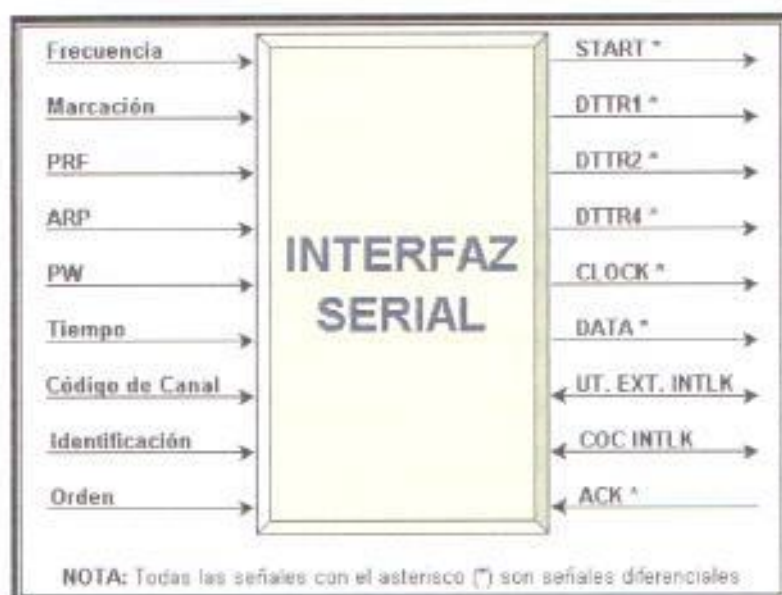 Frecuencia
Marcación
PRF
ARP
PW
Tiempo
Código de Canal
Identificación
Orden
INTERFAZ
SERIAL
START *
DTTR1 *
DTTR2 *
DTTR4 *
CLOCK *
DATA *
UT. EXT. INTLK
COC INTLK
ACK *
NOTA: Todas las señales con el asterisco (*) son señales diferenciales